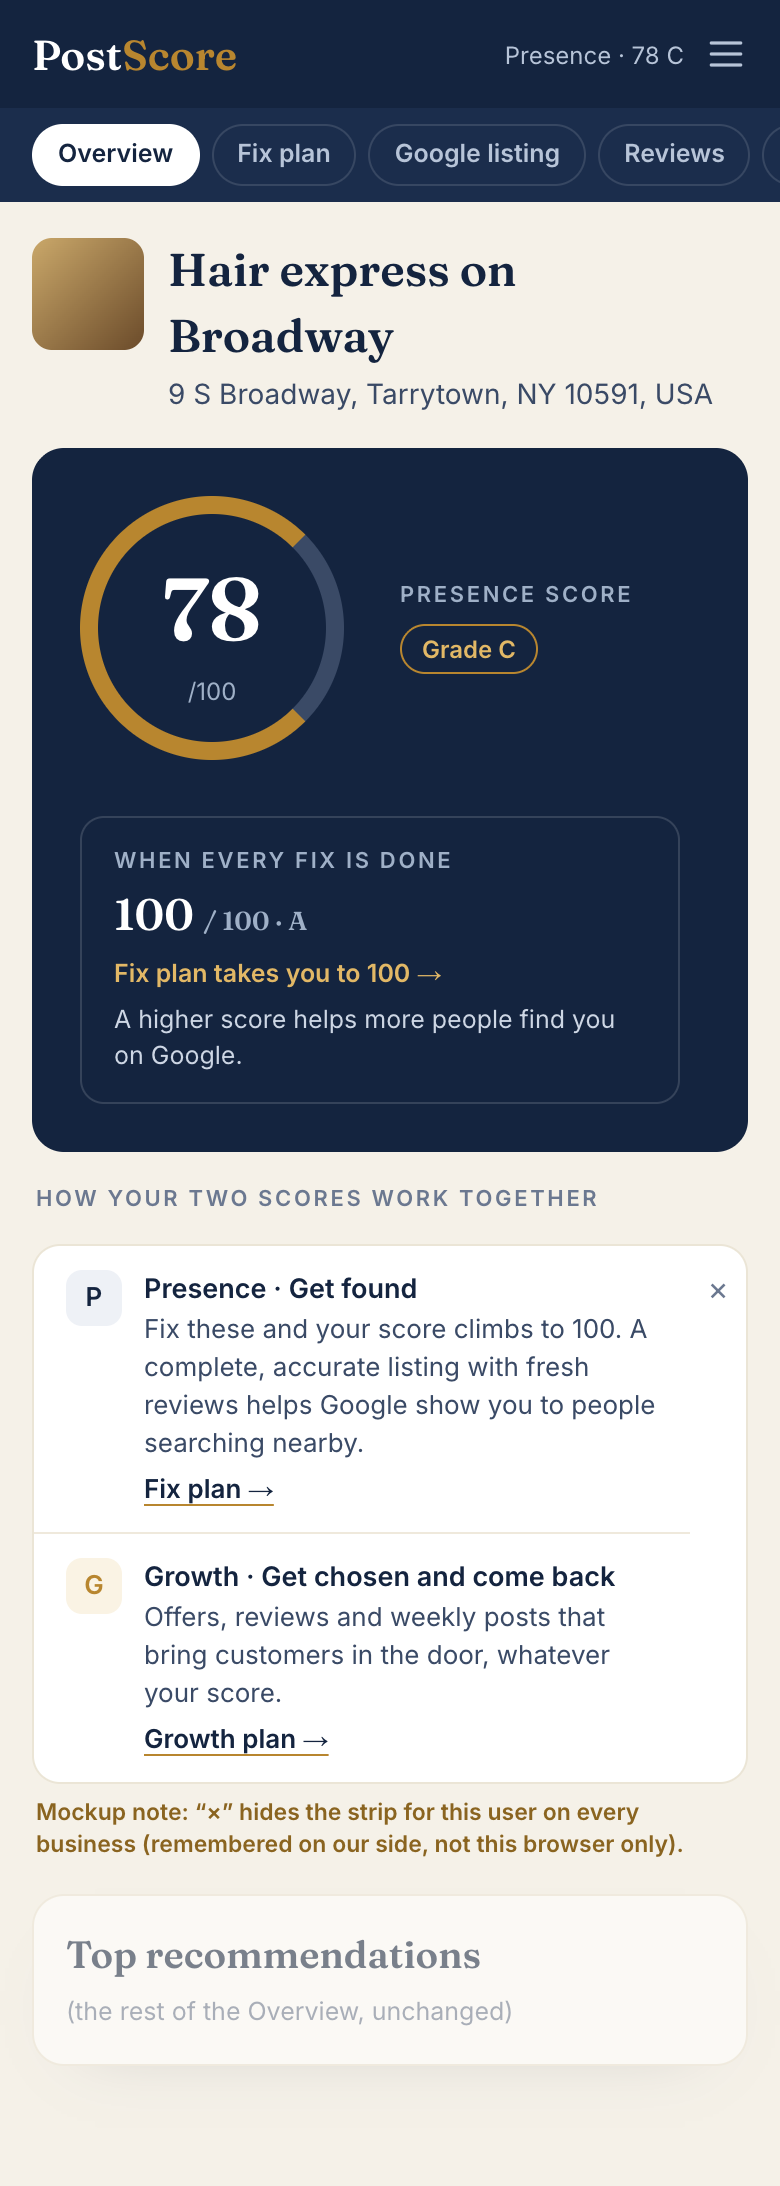 PostScore
Presence · 78 C
Overview
Fix plan
Google listing
Reviews
Hair express on
Broadway
9 S Broadway, Tarrytown, NY 10591, USA
78
/100
PRESENCE SCORE
Grade C
WHEN EVERY FIX IS DONE
100 / 100 · A
Fix plan takes you to 100 →
A higher score helps more people find you
on Google.
HOW YOUR TWO SCORES WORK TOGETHER
P
Presence · Get found
×
Fix these and your score climbs to 100. A
complete, accurate listing with fresh
reviews helps Google show you to people
searching nearby.
Fix plan →
G
Growth · Get chosen and come back
Offers, reviews and weekly posts that
bring customers in the door, whatever
your score.
Growth plan →
Mockup note: “×” hides the strip for this user on every
business (remembered on our side, not this browser only).
Top recommendations
(the rest of the Overview, unchanged)